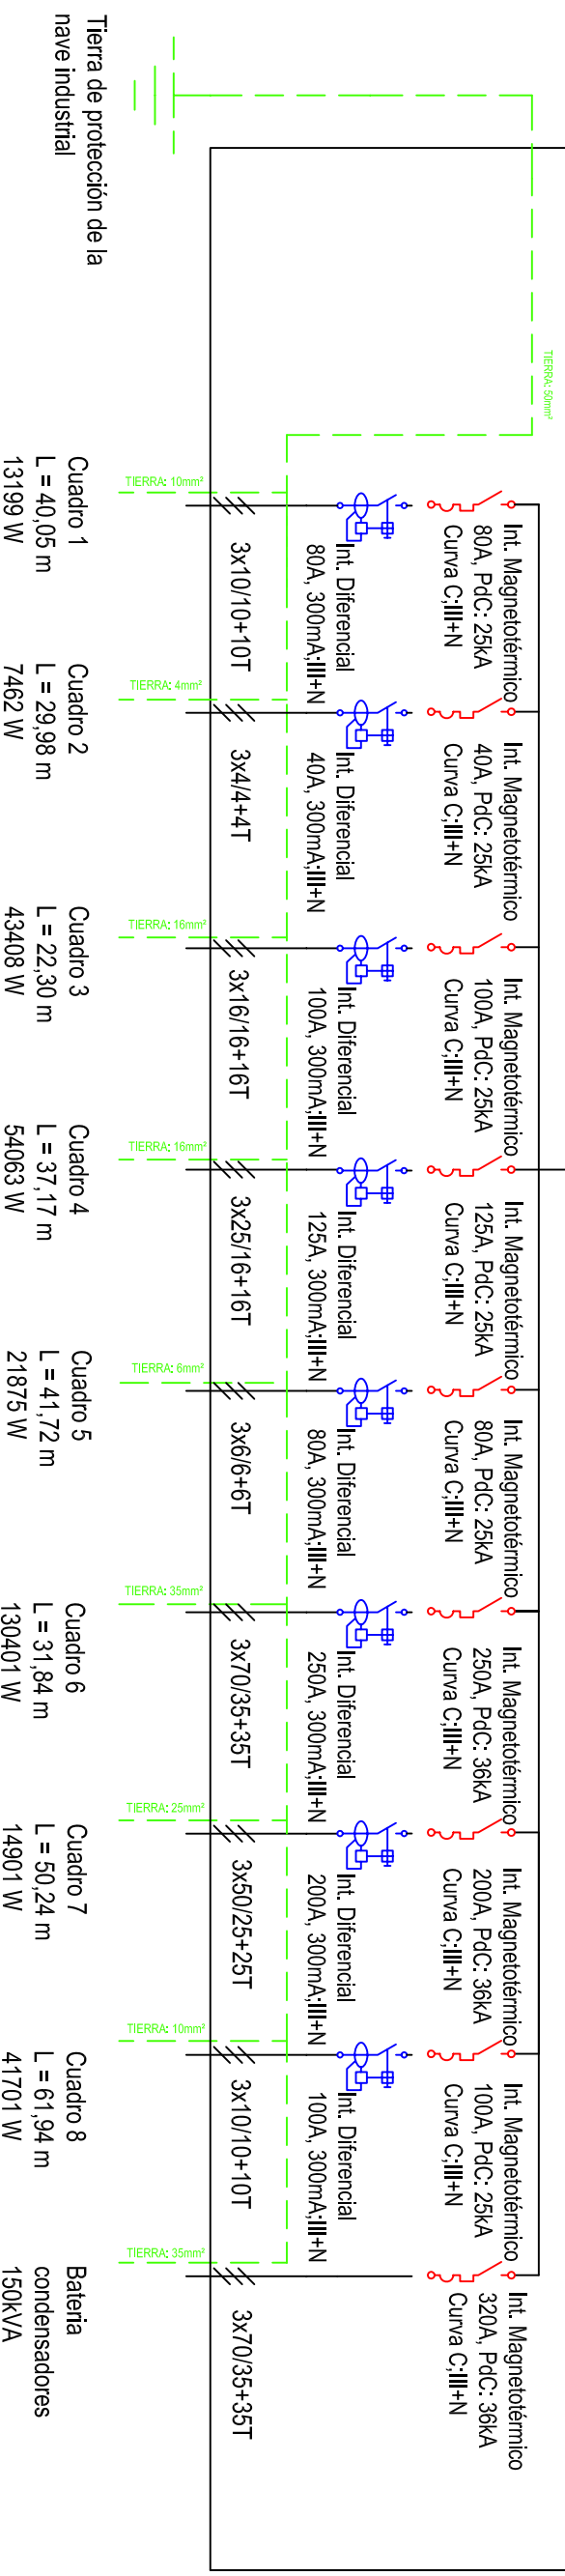 Tierra de protección de la
nave industrial
TIERRA: 50mm²
Int. Magnetotérmico
80A, PdC: 25kA
Curva C;III+N
Int. Diferencial
80A, 300mA;III+N
3x10/10+10T
TIERRA: 10mm²
Cuadro 1
L = 40,05 m
13199 W
Int. Magnetotérmico
40A, PdC: 25kA
Curva C;III+N
Int. Diferencial
40A, 300mA;III+N
3x4/4+4T
TIERRA: 4mm²
Cuadro 2
L = 29,98 m
7462 W
Int. Magnetotérmico
100A, PdC: 25kA
Curva C;III+N
Int. Diferencial
100A, 300mA;III+N
3x16/16+16T
TIERRA: 16mm²
Cuadro 3
L = 22,30 m
43408 W
Int. Magnetotérmico
125A, PdC: 25kA
Curva C;III+N
Int. Diferencial
125A, 300mA;III+N
3x25/16+16T
TIERRA: 16mm²
Cuadro 4
L = 37,17 m
54063 W
Int. Magnetotérmico
80A, PdC: 25kA
Curva C;III+N
Int. Diferencial
80A, 300mA;III+N
3x6/6+6T
TIERRA: 6mm²
Cuadro 5
L = 41,72 m
21875 W
Int. Magnetotérmico
250A, PdC: 36kA
Curva C;III+N
Int. Diferencial
250A, 300mA;III+N
3x70/35+35T
TIERRA: 35mm²
Cuadro 6
L = 31,84 m
130401 W
Int. Magnetotérmico
200A, PdC: 36kA
Curva C;III+N
Int. Diferencial
200A, 300mA;III+N
3x50/25+25T
TIERRA: 25mm²
Cuadro 7
L = 50,24 m
14901 W
Int. Magnetotérmico
100A, PdC: 25kA
Curva C;III+N
Int. Diferencial
100A, 300mA;III+N
3x10/10+10T
TIERRA: 10mm²
Cuadro 8
L = 61,94 m
41701 W
Int. Magnetotérmico
320A, PdC: 36kA
Curva C;III+N
3x70/35+35T
TIERRA: 35mm²
Bateria
condensadores
150kVA